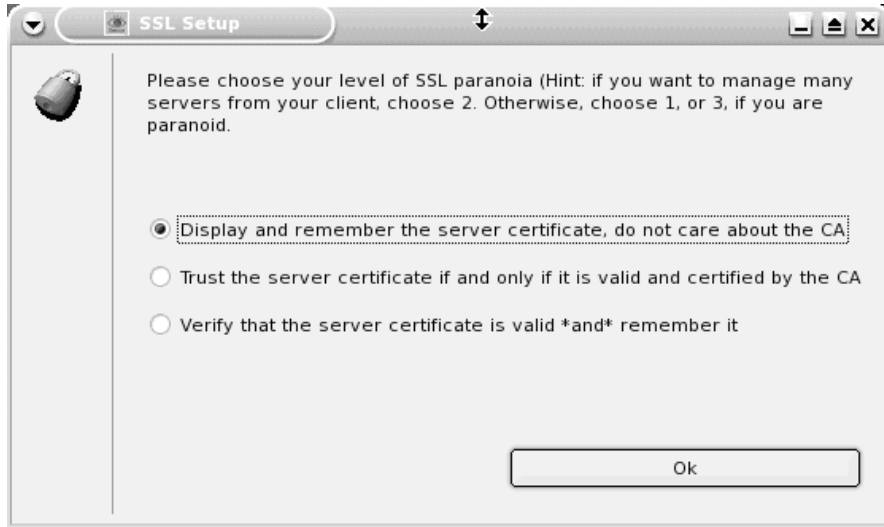 SSL Setup
Please choose your level of SSL paranoia (Hint: if you want to manage many
servers from your client, choose 2. Otherwise, choose 1, or 3, if you are
paranoid.
Display and remember the server certificate, do not care about the CA
Trust the server certificate if and only if it is valid and certified by the CA
Verify that the server certificate is valid *and* remember it
Ok